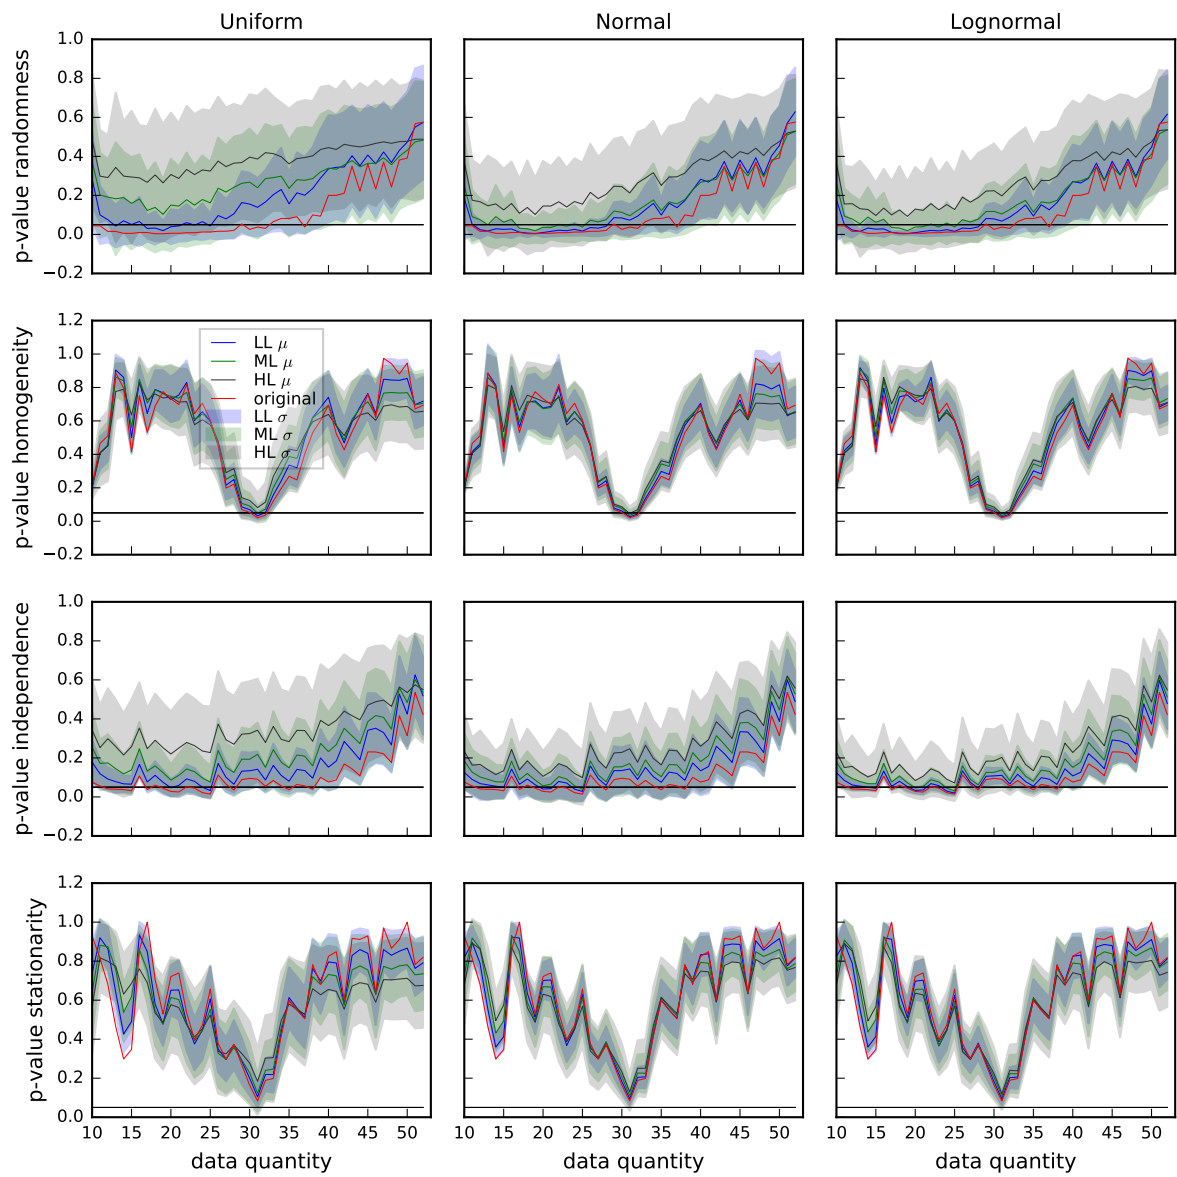 Uniform Normal Lognormal
p-value randomness
1.0
0.8
0.6
0.4
0.2
0.0
−0.2
p-value homogeneity
1.2
1.0
0.8
0.6
0.4
0.2
0.0
−0.2
LL μ
ML μ
HL μ
original
LL σ
ML σ
HL σ
p-value independence
1.0
0.8
0.6
0.4
0.2
0.0
−0.2
p-value stationarity
1.2
1.0
0.8
0.6
0.4
0.2
0.0
10 15 20 25 30 35 40 45 50 10 15 20 25 30 35 40 45 50 10 15 20 25 30 35 40 45 50
data quantity data quantity data quantity